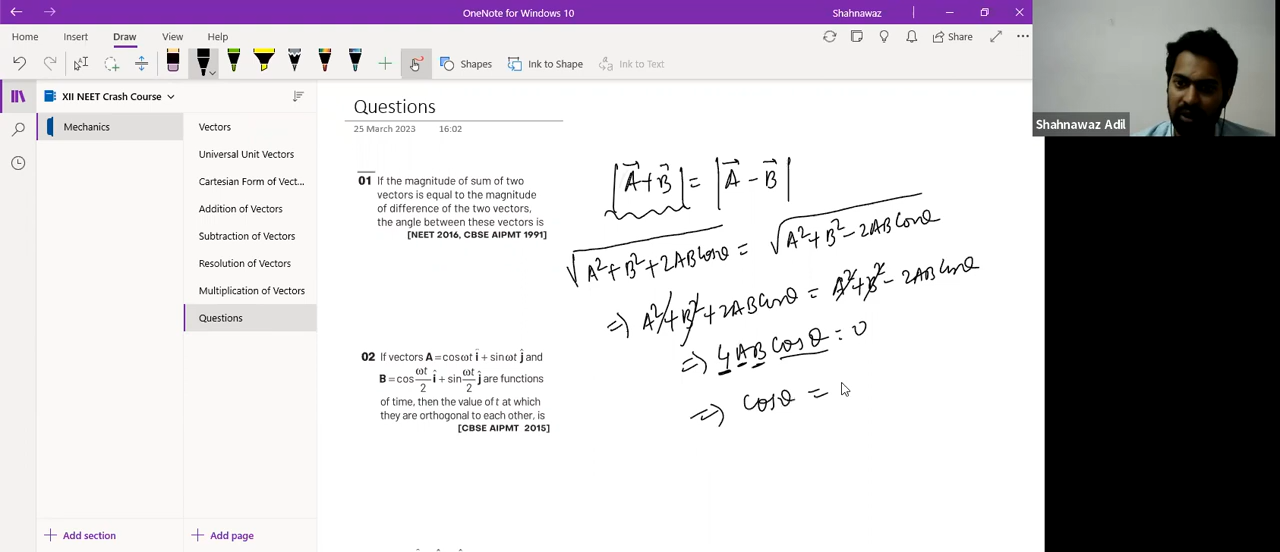 OneNote for Windows 10
Shahnawaz
Home
Insert
Draw
View
Help
Share
Shapes
Ink to Shape
Ink to Text
XII NEET Crash Course
Mechanics
Vectors
Universal Unit Vectors
Cartesian Form of Vect...
Addition of Vectors
Subtraction of Vectors
Resolution of Vectors
Multiplication of Vectors
Questions
Add section
Add page
Questions
25 March 2023 16:02
01 If the magnitude of sum of two
vectors is equal to the magnitude
of difference of the two vectors,
the angle between these vectors is
[NEET 2016, CBSE AIPMT 1991]
02 If vectors A = cosωt î + sinωt ĵ and
B = cos ωt/2 î + sin ωt/2 ĵ are functions
of time, then the value of t at which
they are orthogonal to each other, is
[CBSE AIPMT 2015]
|A⃗ + B⃗| = |A⃗ − B⃗|
√(A² + B² + 2AB cosθ) = √(A² + B² − 2AB cosθ)
⇒ A² + B² + 2AB cosθ = A² + B² − 2AB cosθ
⇒ 4AB cosθ = 0
⇒ cosθ =
Shahnawaz Adil